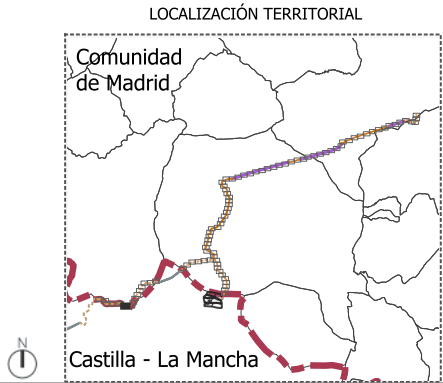 LOCALIZACIÓN TERRITORIAL
Comunidad
de Madrid
N
Castilla - La Mancha